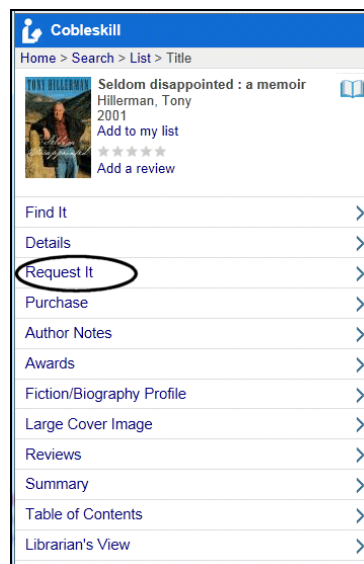 Cobleskill
Home > Search > List > Title
TONY HILLERMAN
Seldom disappointed : a memoir
Hillerman, Tony
2001
Add to my list
Add a review
Seldom
Disappointed
Find It
Details
Request It
Purchase
Author Notes
Awards
Fiction/Biography Profile
Large Cover Image
Reviews
Summary
Table of Contents
Librarian's View